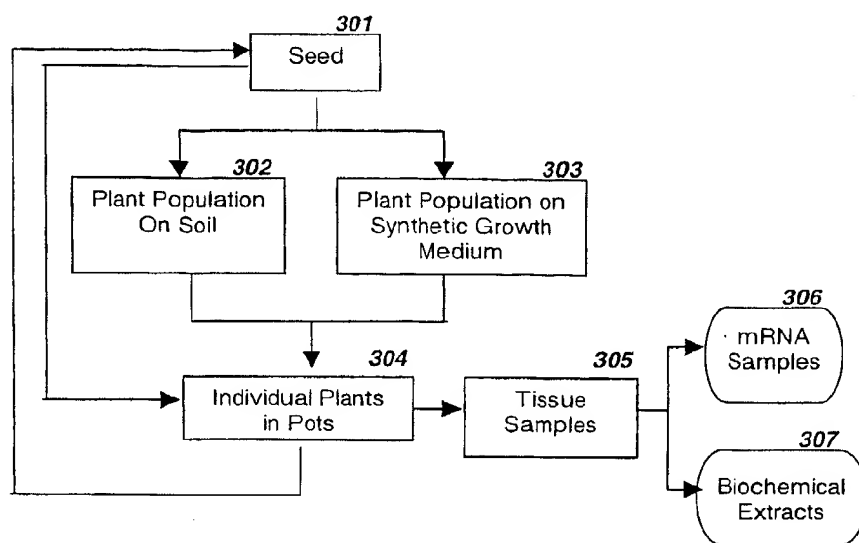 301
Seed
302
Plant Population
On Soil
303
Plant Population on
Synthetic Growth
Medium
304
Individual Plants
in Pots
305
Tissue
Samples
306
mRNA
Samples
307
Biochemical
Extracts